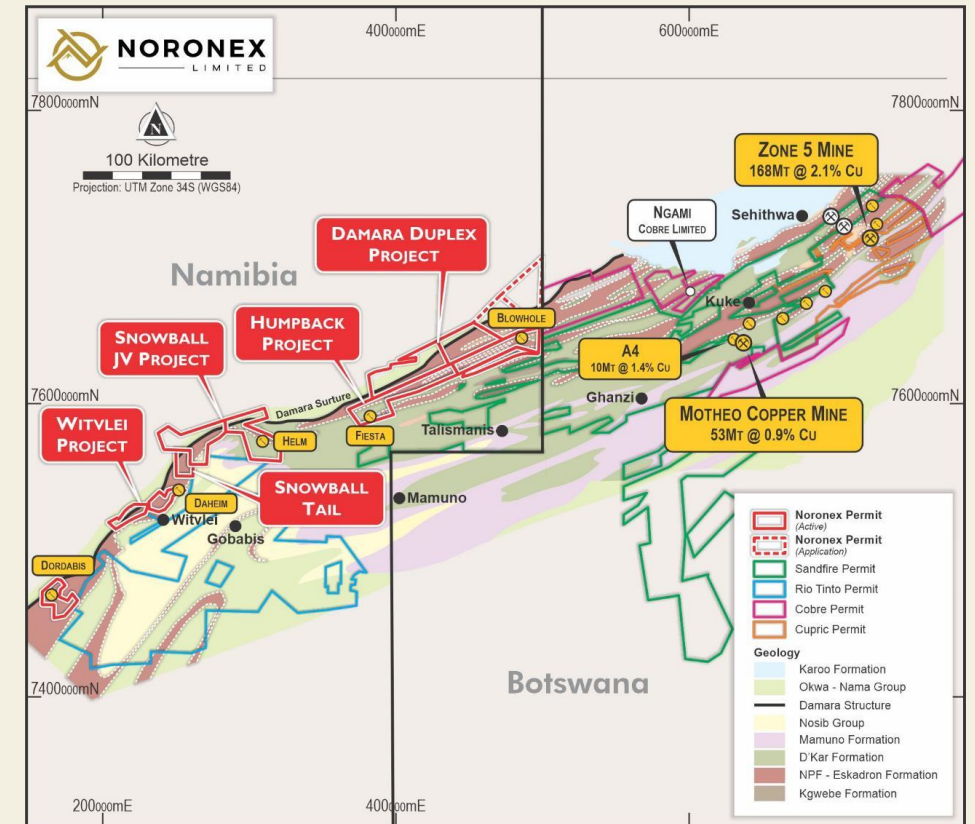 NORONEX
LIMITED
400000mE
600000mE
7800000mN
7800000mN
N
100 Kilometre
Projection: UTM Zone 34S (WGS84)
ZONE 5 MINE
168MT @ 2.1% CU
NGAMI
COBRE LIMITED
Sehithwa
DAMARA DUPLEX
PROJECT
Namibia
Kuke
BLOWHOLE
HUMPBACK
PROJECT
SNOWBALL
JV PROJECT
A4
10MT @ 1.4% CU
Ghanzi
7600000mN
Damara Surture
MOTHEO COPPER MINE
53MT @ 0.9% CU
WITVLEI
PROJECT
HELM
FIESTA
Talismanis
SNOWBALL
TAIL
DAHEIM
Mamuno
Witvlei
Gobabis
DORDABIS
Noronex Permit
(Active)
Noronex Permit
(Application)
Sandfire Permit
Rio Tinto Permit
Cobre Permit
Cupric Permit
Geology
Karoo Formation
Okwa - Nama Group
Damara Structure
Nosib Group
Mamuno Formation
D'Kar Formation
NPF - Eskadron Formation
Kgwebe Formation
7400000mN
Botswana
200000mE
400000mE
7600000mN